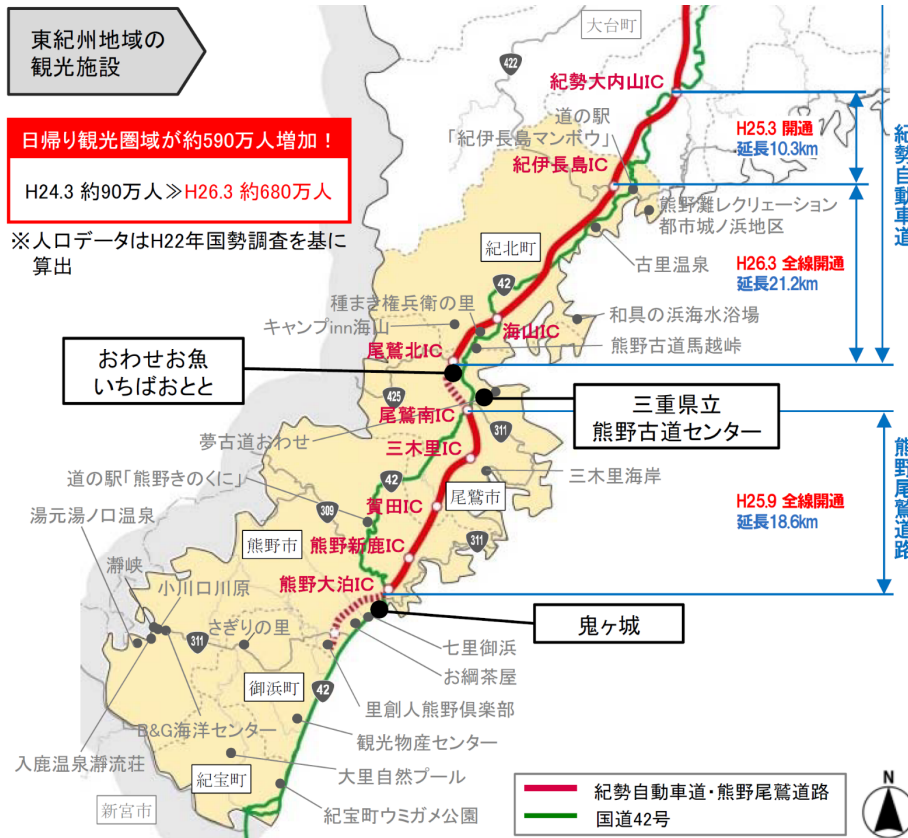 東紀州地域の
観光施設
日帰り観光圏域が約590万人増加！
H24.3 約90万人≫H26.3 約680万人
※人口データはH22年国勢調査を基に
算出
大台町
422
紀勢大内山IC
道の駅
「紀伊長島マンボウ」
紀伊長島IC
H25.3 開通
延長10.3km
紀勢自動車道
熊野灘レクリェーション
都市城ノ浜地区
紀北町
古里温泉
H26.3 全線開通
延長21.2km
42
種まき権兵衛の里
キャンプinn海山
和具の浜海水浴場
海山IC
尾鷲北IC
熊野古道馬越峠
おわせお魚
いちばおとと
425
三重県立
熊野古道センター
尾鷲南IC
311
夢古道おわせ
三木里IC
三木里海岸
道の駅「熊野きのくに」
42
尾鷲市
賀田IC
309
湯元湯ノ口温泉
熊野市
熊野新鹿IC
311
H25.9 全線開通
延長18.6km
熊野尾鷲道路
瀞峡
小川口川原
熊野大泊IC
さぎりの里
鬼ヶ城
311
七里御浜
お綱茶屋
御浜町
42
里創人熊野倶楽部
B&G海洋センター
観光物産センター
入鹿温泉瀞流荘
大里自然プール
紀宝町
紀宝町ウミガメ公園
新宮市
紀勢自動車道・熊野尾鷲道路
国道42号
N